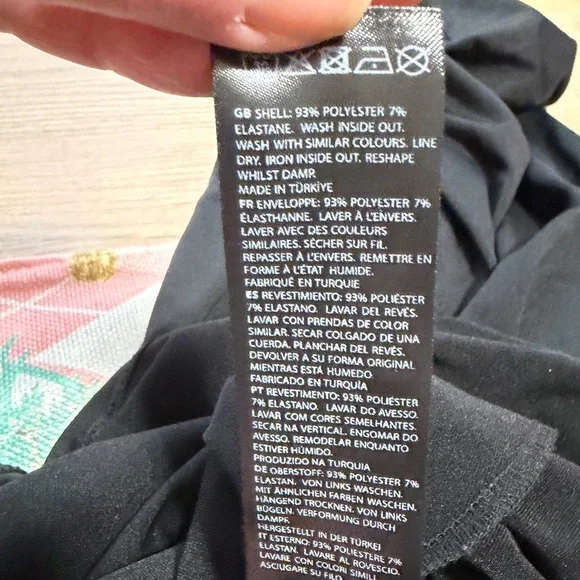 GB SHELL: 93% POLYESTER 7%
ELASTANE. WASH INSIDE OUT.
WASH WITH SIMILAR COLOURS. LINE
DRY. IRON INSIDE OUT. RESHAPE
WHILST DAMP.
MADE IN TÜRKİYE
FR ENVELOPPE: 93% POLYESTER 7%
ÉLASTHANNE. LAVER À L'ENVERS.
LAVER AVEC DES COULEURS
SIMILAIRES. SÉCHER SUR FIL.
REPASSER À L'ENVERS. REMETTRE EN
FORME À L'ÉTAT HUMIDE.
FABRIQUÉ EN TURQUIE
ES REVESTIMIENTO: 93% POLIÉSTER
7% ELASTANO. LAVAR DEL REVÉS.
LAVAR CON PRENDAS DE COLOR
SIMILAR. SECAR COLGADO DE UNA
CUERDA. PLANCHAR DEL REVÉS.
DEVOLVER A SU FORMA ORIGINAL
MIENTRAS ESTÁ HUMEDO.
FABRICADO EN TURQUÍA
PT REVESTIMENTO: 93% POLIÉSTER
7% ELASTANO. LAVAR DO AVESSO.
LAVAR COM CORES SEMELHANTES.
SECAR NA VERTICAL. ENGOMAR DO
AVESSO. REMODELAR ENQUANTO
ESTIVER HÚMIDO.
PRODUZIDO NA TURQUIA
DE OBERSTOFF: 93% POLYESTER 7%
ELASTAN. VON LINKS WASCHEN.
MIT ÄHNLICHEN FARBEN WASCHEN.
HÄNGEND TROCKNEN. VON LINKS
BÜGELN. VERFORMUNG DURCH
DAMPF.
HERGESTELLT IN DER TÜRKEI
IT ESTERNO: 93% POLIESTERE 7%
ELASTAN. LAVARE AL ROVESCIO.
LAVARE CON COLORI SIMILI.
ASCIUGARE SU FILO.